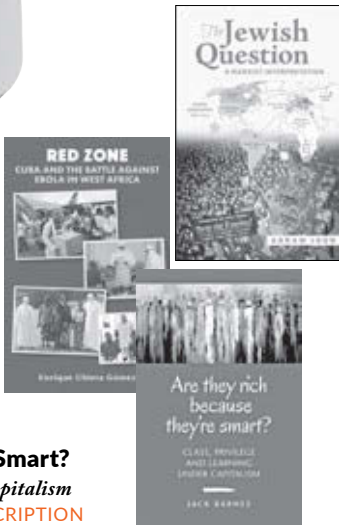 The Jewish
Question
A MARXIST INTERPRETATION
ABRAM LEON
RED ZONE
CUBA AND THE BATTLE AGAINST
EBOLA IN WEST AFRICA
Enrique Ubieta Gómez
Are they rich
because
they're smart?
CLASS, PRIVILEGE
AND LEARNING
UNDER CAPITALISM
JACK BARNES
Smart?
pitalism
CRIPTION